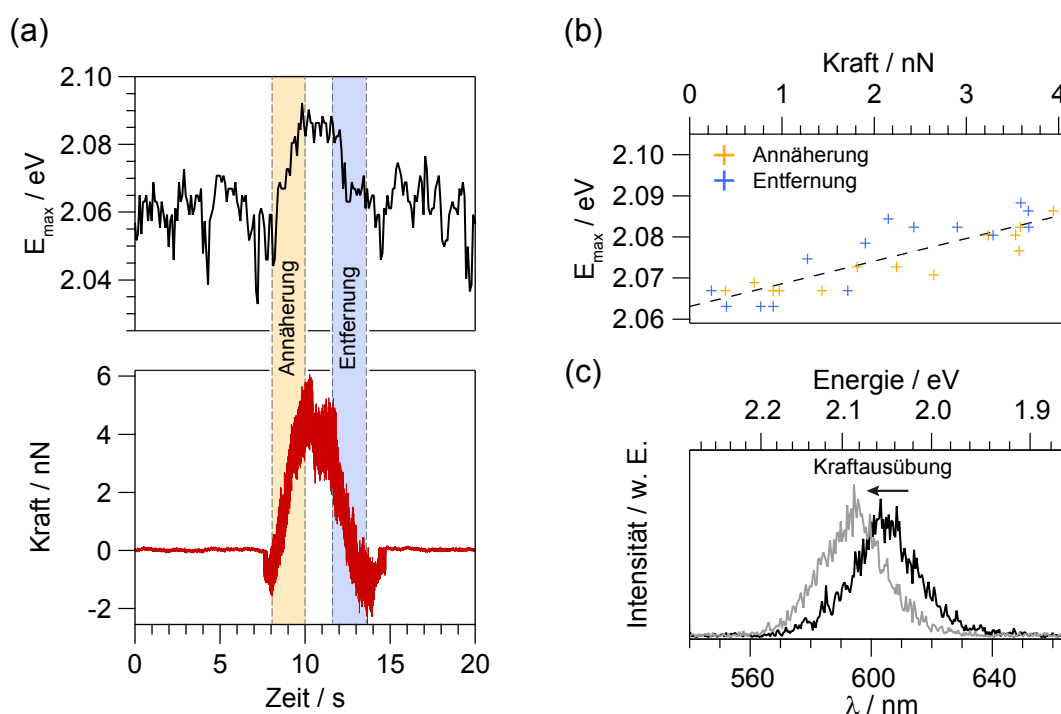 (a)
2.10
2.08
2.06
2.04
E_max / eV
Annäherung
Entfernung
6
4
2
0
-2
Kraft / nN
0 5 10 15 20
Zeit / s
(b)
Kraft / nN
0 1 2 3 4
2.10
2.09
2.08
2.07
2.06
E_max / eV
Annäherung
Entfernung
(c)
Energie / eV
2.2 2.1 2.0 1.9
Kraftausübung
Intensität / w. E.
560 600 640
λ / nm